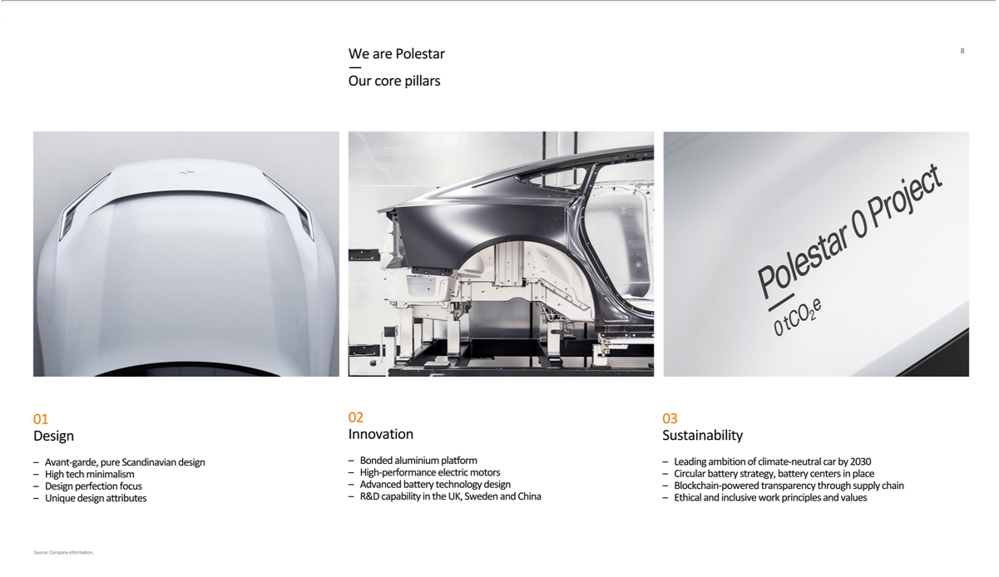 We are Polestar
—
Our core pillars
8
Polestar 0 Project
0 tCO₂e
01
Design
– Avant-garde, pure Scandinavian design
– High tech minimalism
– Design perfection focus
– Unique design attributes
02
Innovation
– Bonded aluminium platform
– High-performance electric motors
– Advanced battery technology design
– R&D capability in the UK, Sweden and China
03
Sustainability
– Leading ambition of climate-neutral car by 2030
– Circular battery strategy, battery centers in place
– Blockchain-powered transparency through supply chain
– Ethical and inclusive work principles and values
Source: Company information.